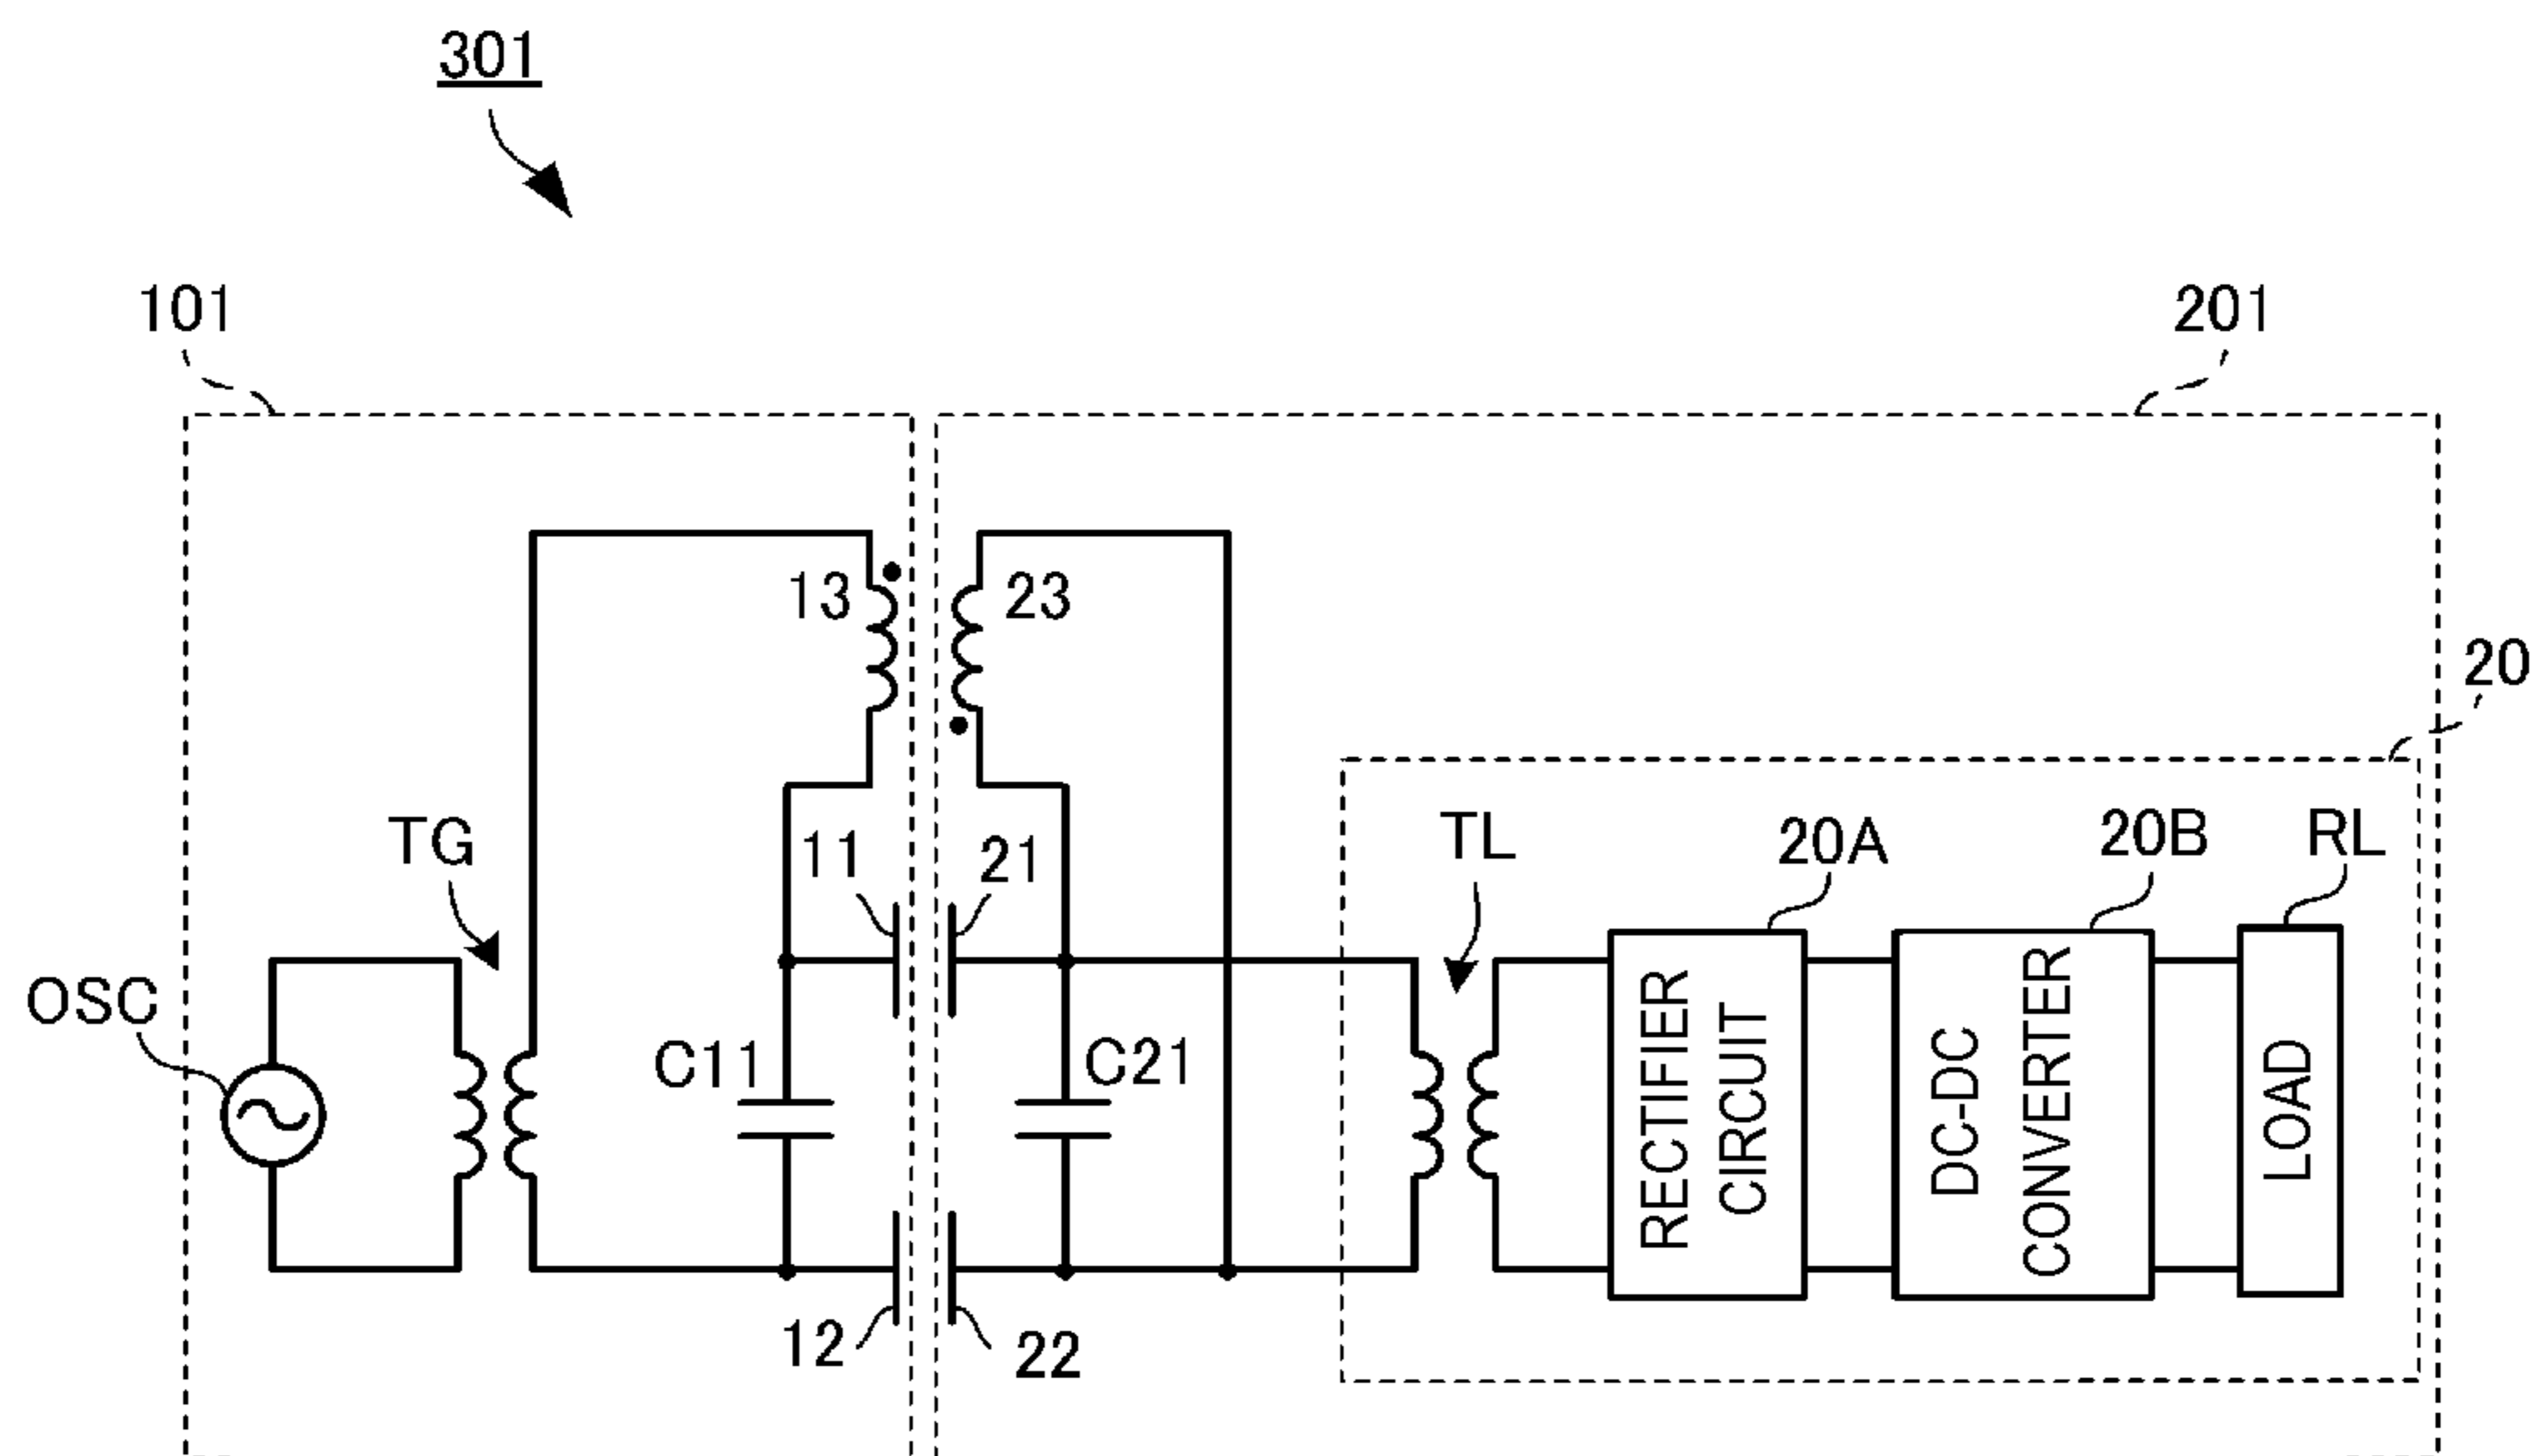 301
101
201
13
23
20
TG
11
21
TL
20A
20B
RL
OSC
C11
C21
RECTIFIER
CIRCUIT
DC-DC
CONVERTER
LOAD
12
22